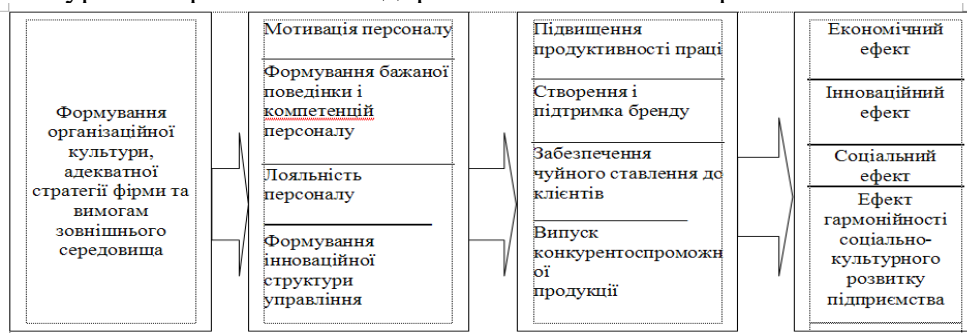 Формування
організаційної
культури,
адекватної
стратегії фірми та
вимогам
зовнішнього
середовища
Мотивація персоналу
Формування бажаної
поведінки і
компетенцій
персоналу
Лояльність
персоналу
Формування
інноваційної
структури
управління
Підвищення
продуктивності праці
Створення і
підтримка бренду
Забезпечення
чуйного ставлення до
клієнтів
Випуск
конкурентоспроможн
ої
продукції
Економічний
ефект
Інноваційний
ефект
Соціальний
ефект
Ефект
гармонійності
соціально-
культурного
розвитку
підприємства